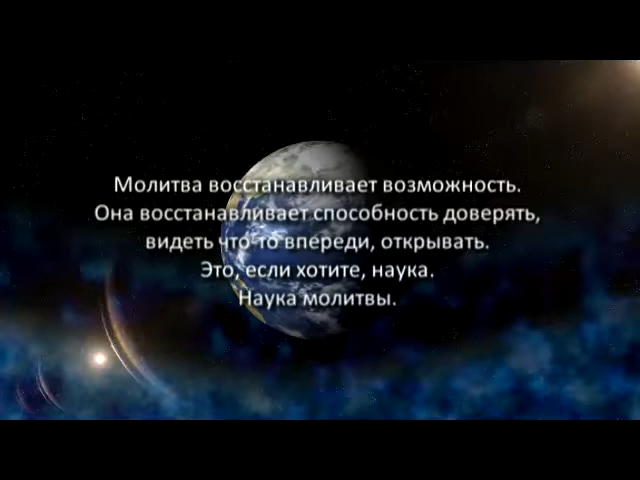 Молитва восстанавливает возможность.
Она восстанавливает способность доверять,
видеть что-то впереди, открывать.
Это, если хотите, наука.
Наука молитвы.